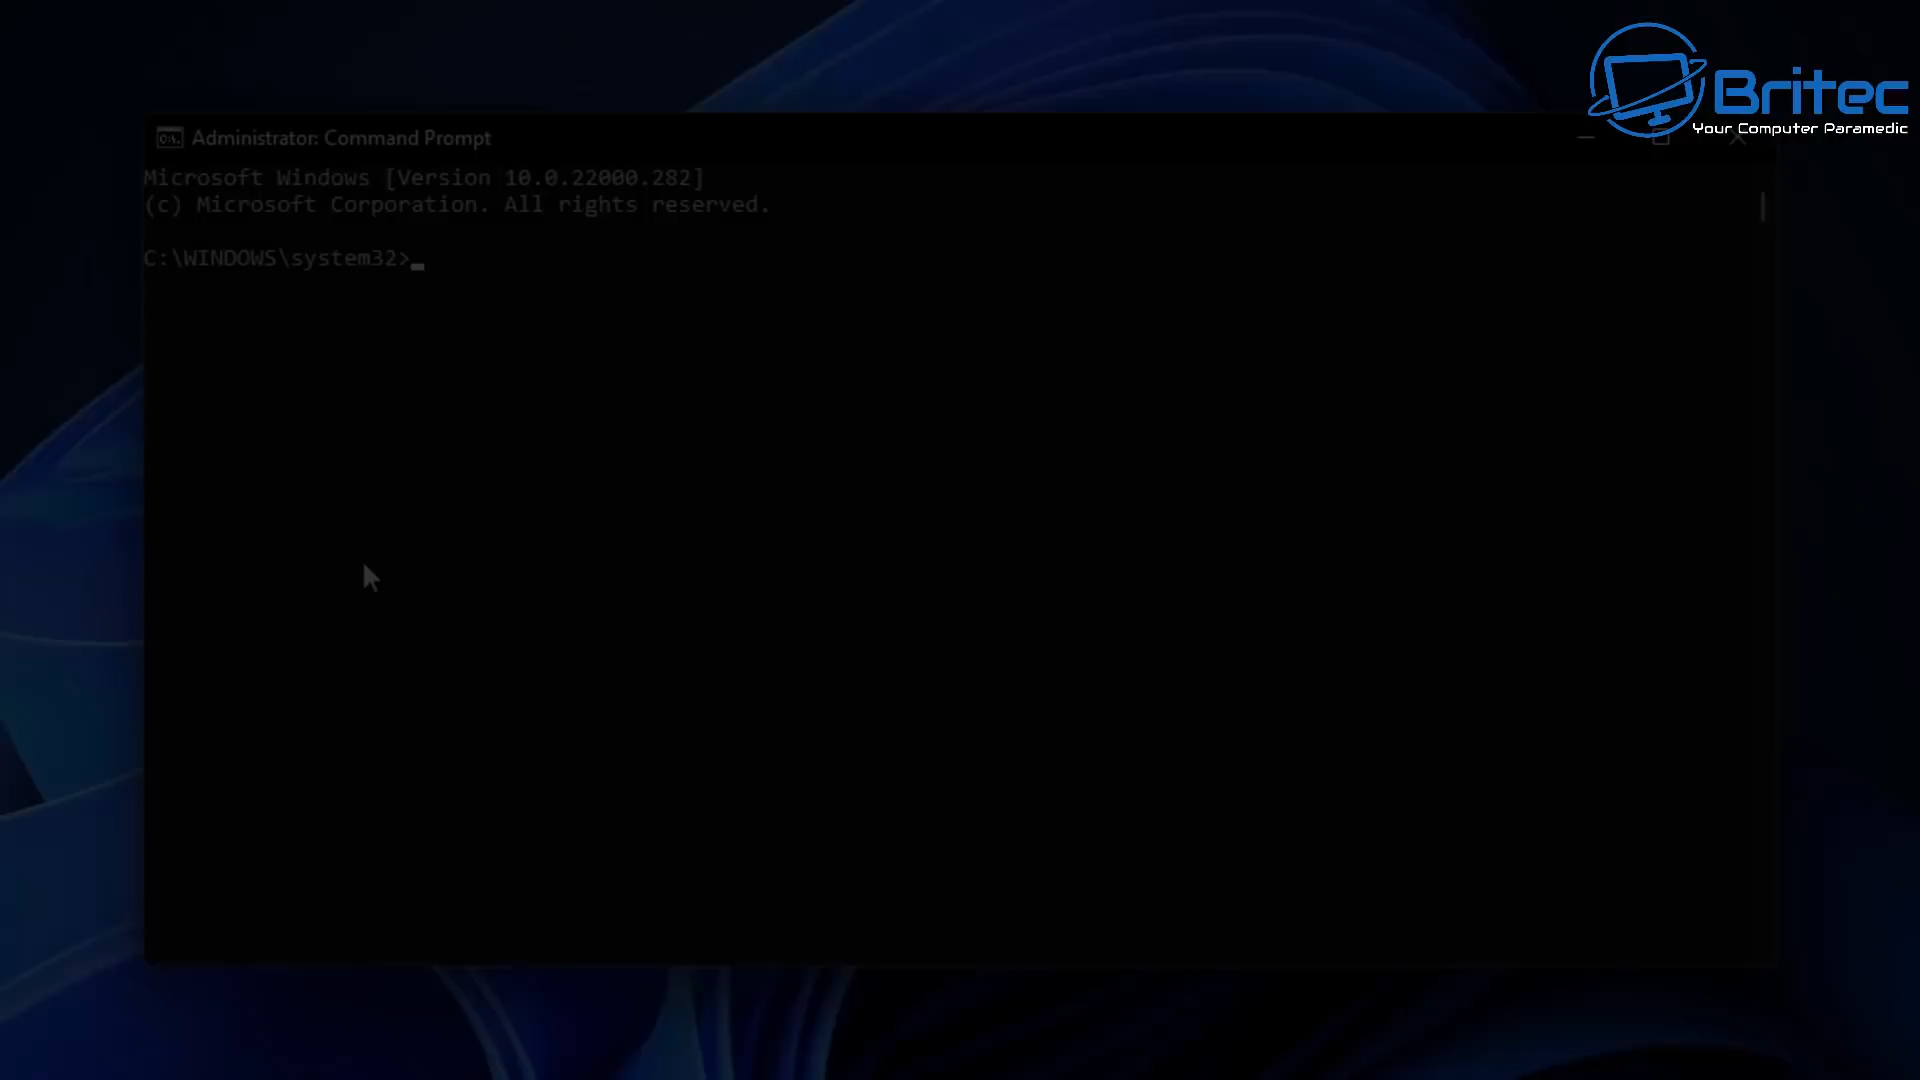 Britec
Your Computer Paramedic
Administrator: Command Prompt
Microsoft Windows [Version 10.0.22000.282]
(c) Microsoft Corporation. All rights reserved.
C:\WINDOWS\system32>